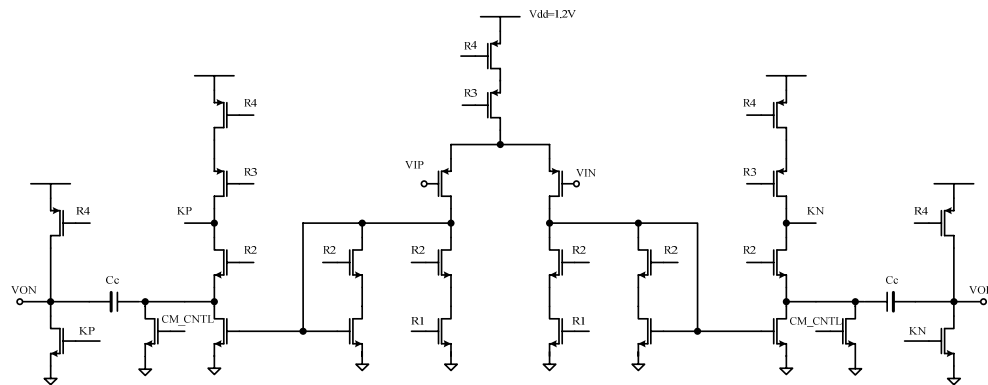 Vdd=1.2V
R4
R3
R4
R4
R3
R3
VIP
VIN
KP
KN
R4
R4
R2
R2
R2
R2
R2
R2
Cc
Cc
VON
VOP
CM_CNTL
R1
R1
CM_CNTL
KP
KN